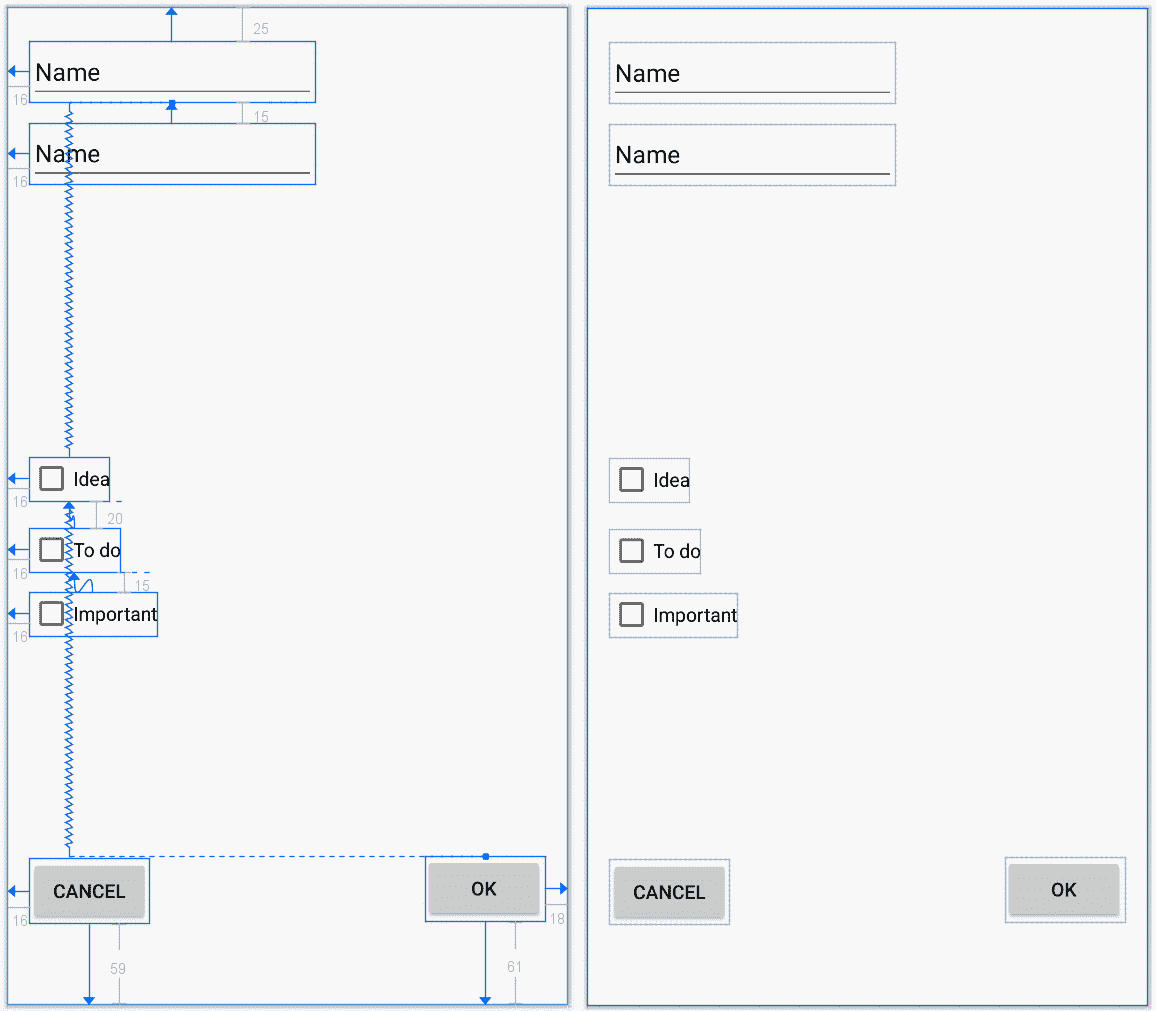 25
Name
16
15
Name
16
Idea
16
20
To do
16
15
Important
16
CANCEL
OK
16
18
59
61
Name
Name
Idea
To do
Important
CANCEL
OK